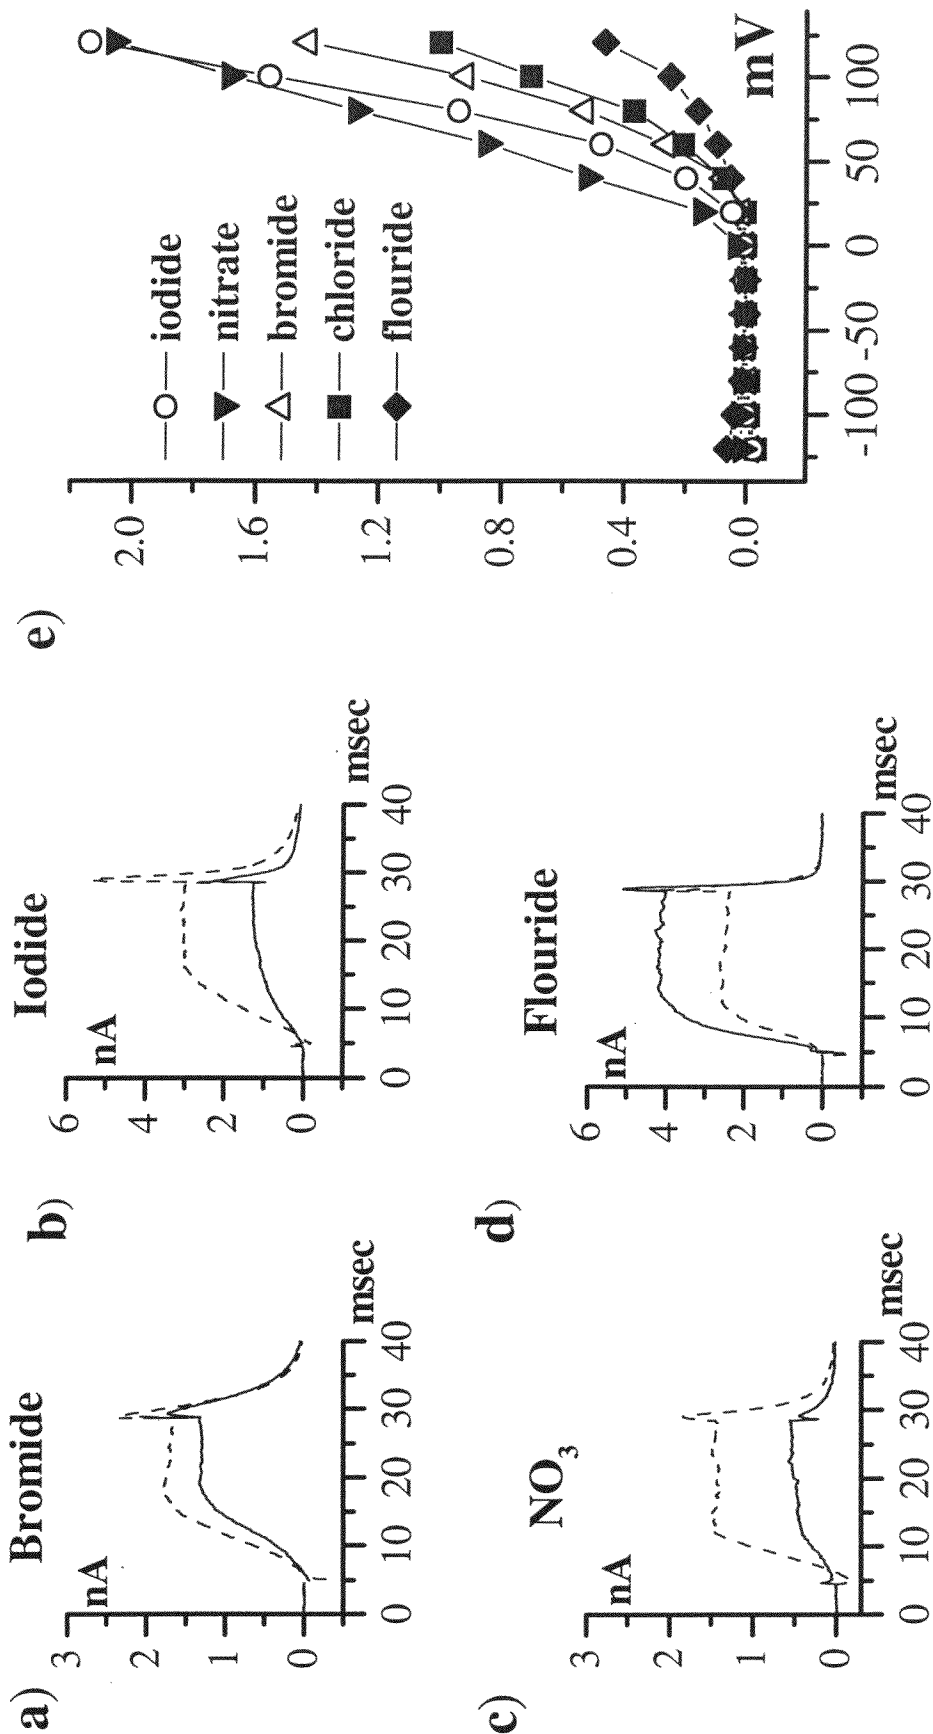 a)
Bromide
nA
3
2
1
0
0 10 20 30 40
msec
b)
Iodide
nA
6
4
2
0
0 10 20 30 40
msec
c)
NO3
nA
3
2
1
0
0 10 20 30 40
msec
d)
Flouride
nA
6
4
2
0
0 10 20 30 40
msec
e)
2.0
1.6
1.2
0.8
0.4
0.0
iodide
nitrate
bromide
chloride
flouride
-100 -50 0 50 100
mV